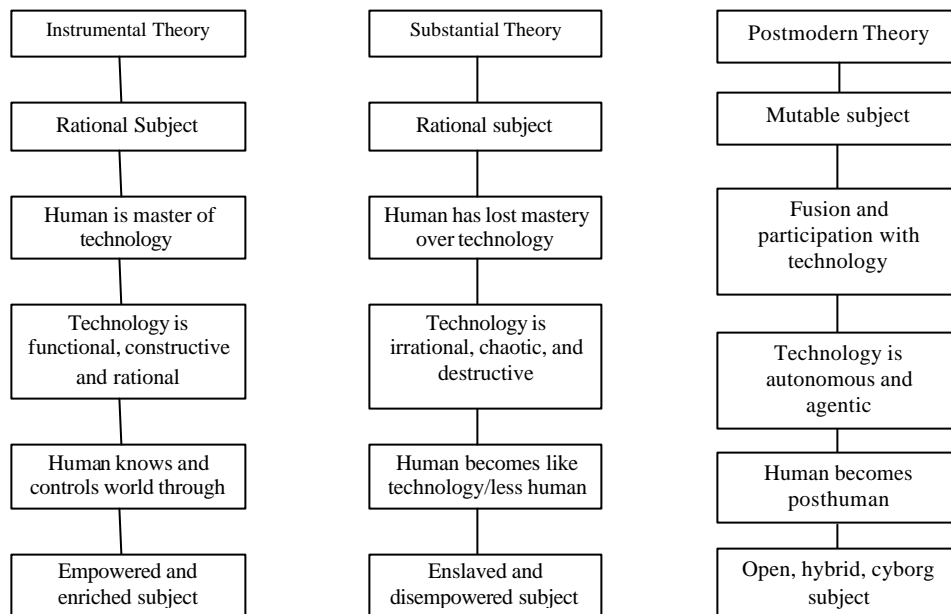 Instrumental Theory
Rational Subject
Human is master of
technology
Technology is
functional, constructive
and rational
Human knows and
controls world through
Empowered and
enriched subject
Substantial Theory
Rational subject
Human has lost mastery
over technology
Technology is
irrational, chaotic, and
destructive
Human becomes like
technology/less human
Enslaved and
disempowered subject
Postmodern Theory
Mutable subject
Fusion and
participation with
technology
Technology is
autonomous and
agentic
Human becomes
posthuman
Open, hybrid, cyborg
subject